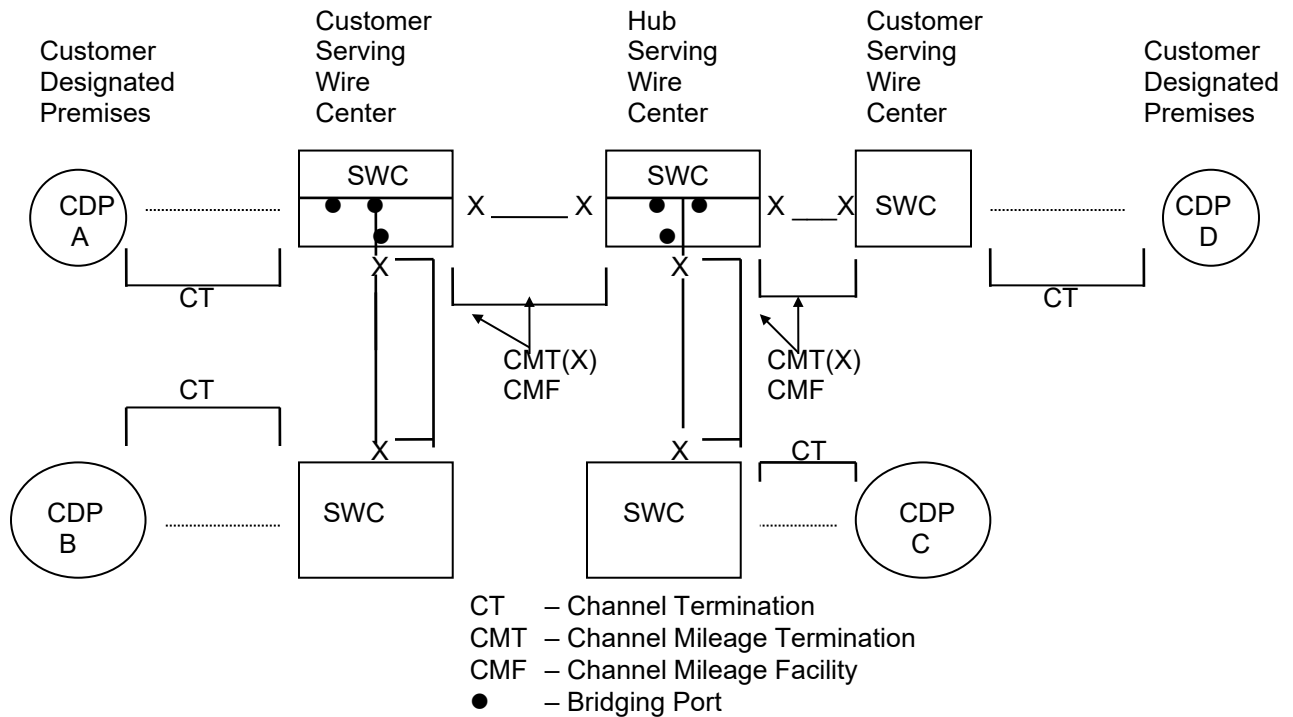 Customer
Designated
Premises
Customer
Serving
Wire
Center
Hub
Serving
Wire
Center
Customer
Serving
Wire
Center
Customer
Designated
Premises
CDP
A
SWC
X
X
SWC
X
X
SWC
CDP
D
CT
X
X
CT
CMT(X)
CMF
CMT(X)
CMF
CT
X
X
CT
CDP
B
SWC
SWC
CDP
C
CT – Channel Termination
CMT – Channel Mileage Termination
CMF – Channel Mileage Facility
● – Bridging Port